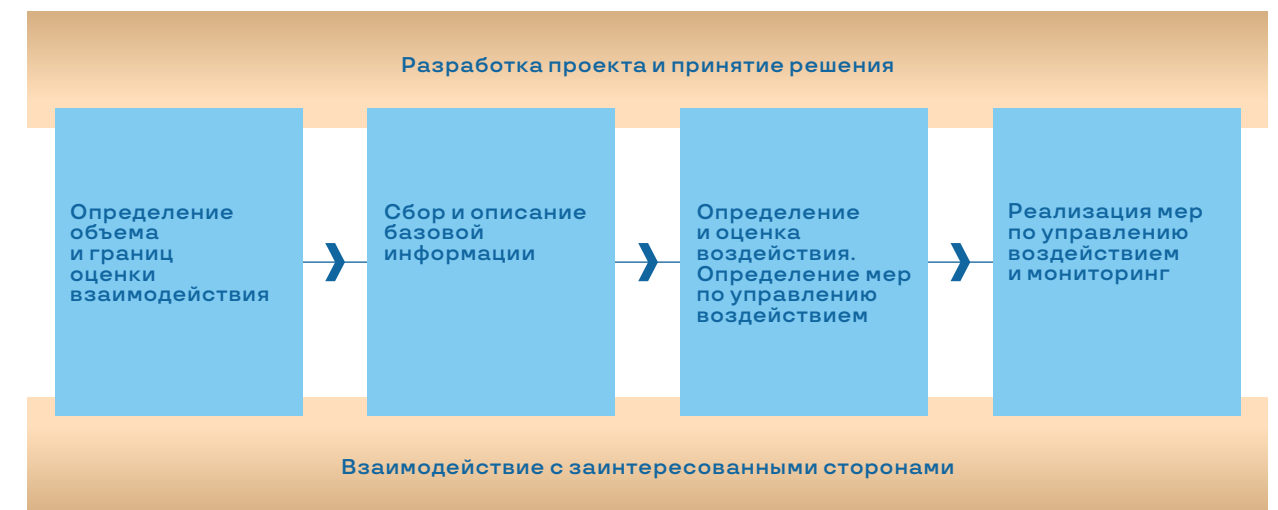 Разработка проекта и принятие решения
Определение
объема
и границ
оценки
взаимодействия
Сбор и описание
базовой
информации
Определение
и оценка
воздействия.
Определение мер
по управлению
воздействием
Реализация мер
по управлению
воздействием
и мониторинг
Взаимодействие с заинтересованными сторонами